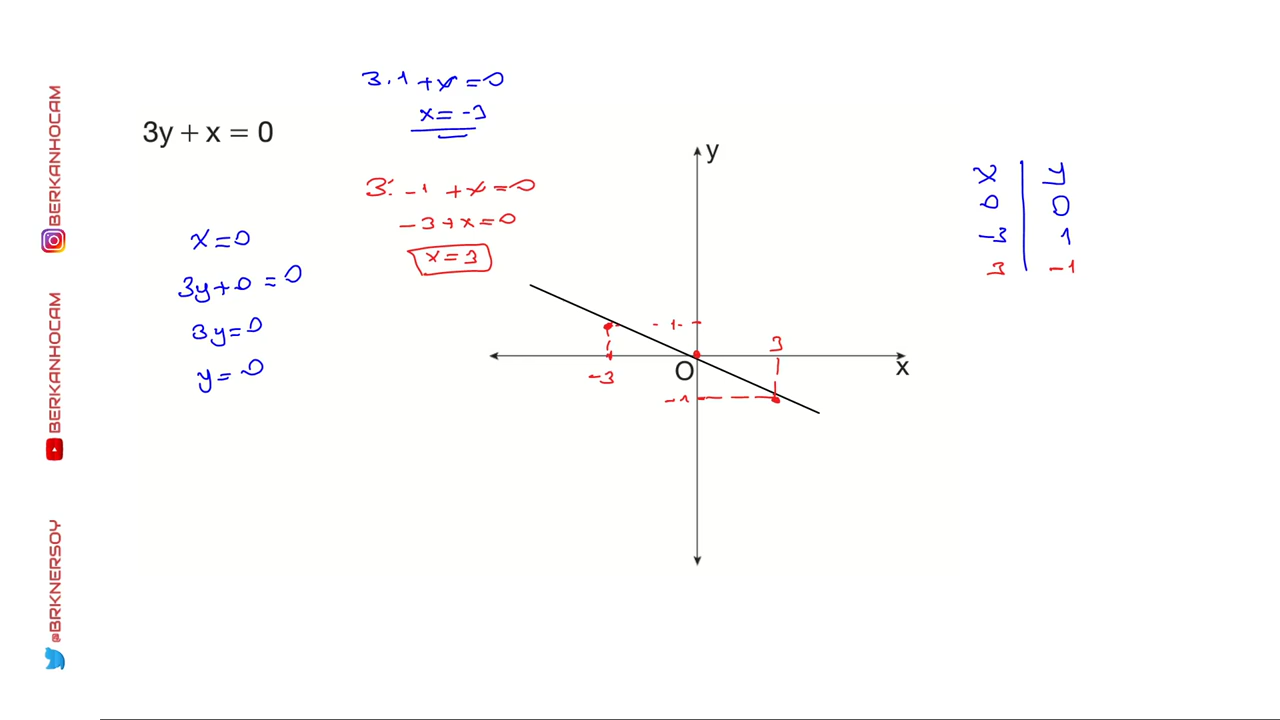 BERKANHOCAM
BERKANHOCAM
@BRKNERSOY
3y + x = 0
x = 0
3y + 0 = 0
3y = 0
y = 0
3.1 + x = 0
x = -3
3.-1 + x = 0
-3 + x = 0
x = 3
y
x
O
-3
1
3
-1
x y
0 0
-3 1
3 -1